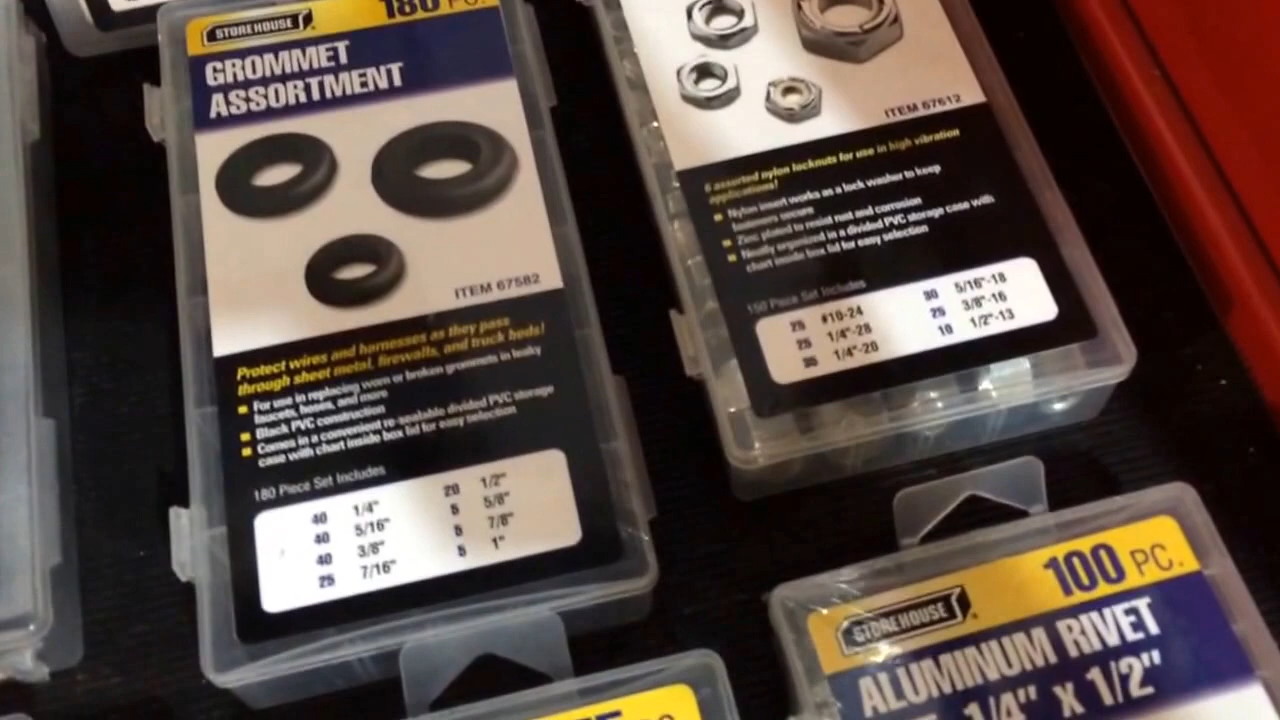 STOREHOUSE
180 PC.
GROMMET
ASSORTMENT
ITEM 67582
Protect wires and harnesses as they pass
through sheet metal, firewalls, and truck beds!
For use in replacing worn or broken grommets in leaky
faucets, hoses, and more
Black PVC construction
Comes in a convenient re-sealable divided PVC storage
case with chart inside box lid for easy selection
180 Piece Set Includes
40 1/4" 20 1/2"
40 5/16" 5 5/8"
40 3/8" 5 7/8"
25 7/16" 5 1"
ITEM 67612
6 assorted nylon locknuts for use in high vibration
applications!
Nylon insert works as a lock washer to keep
fasteners secure
Zinc plated to resist rust and corrosion
Neatly organized in a divided PVC storage case with
chart inside box lid for easy selection
150 Piece Set Includes
25 #10-24 30 5/16"-18
25 1/4"-28 25 3/8"-16
35 1/4"-20 10 1/2"-13
STOREHOUSE
100 PC.
ALUMINUM RIVET
1/4" X 1/2"